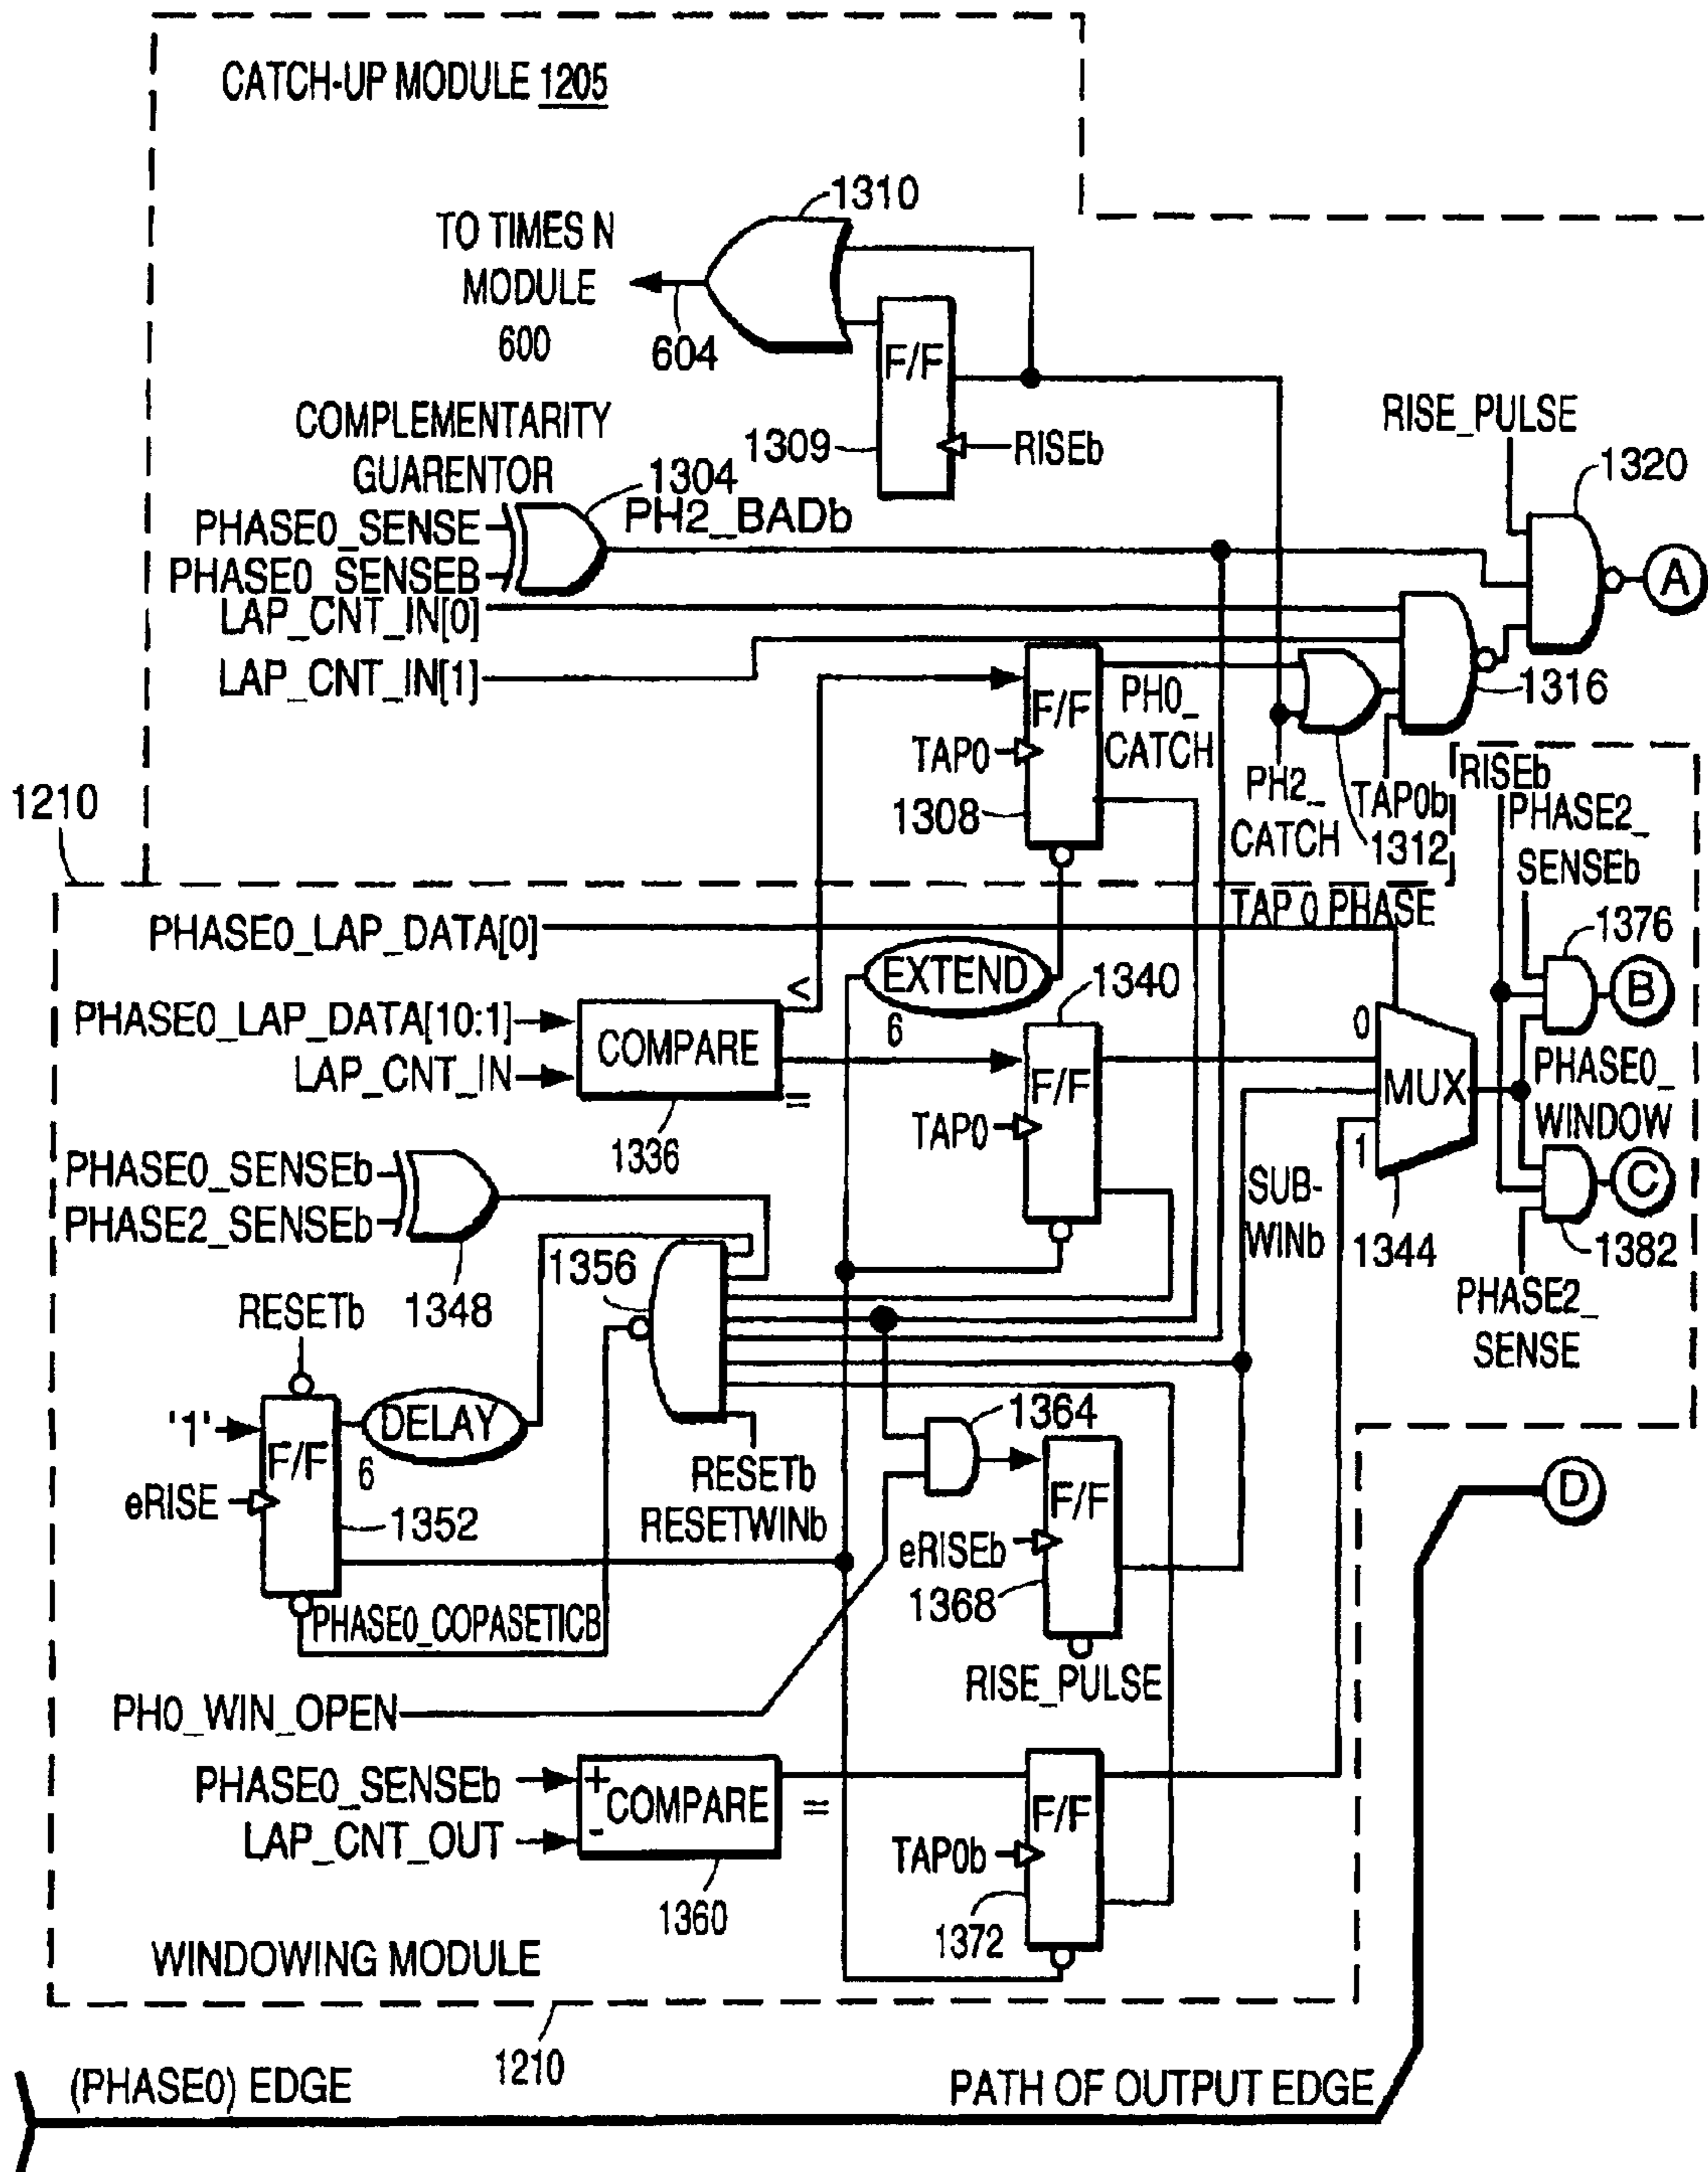 CATCH-UP MODULE 1205
1310
TO TIMES N
MODULE
600
604
F/F
1309
RISEb
COMPLEMENTARITY
GUARENTOR
1304
PHASE0_SENSE
PH2_BADb
PHASE0_SENSEB
LAP_CNT_IN[0]
LAP_CNT_IN[1]
RISE_PULSE
1320
A
1316
F/F
PH0_
CATCH
TAP0
1308
PH2_
CATCH
TAP0b
1312
1210
RISEb
PHASE2_
SENSEb
TAP 0 PHASE
PHASE0_LAP_DATA[0]
1376
B
EXTEND
6
1340
<
PHASE0_LAP_DATA[10:1]
COMPARE
LAP_CNT_IN
=
1336
F/F
TAP0
0
MUX
1
1344
PHASE0_
WINDOW
C
1382
PHASE2_
SENSE
SUB-
WINb
PHASE0_SENSEb
PHASE2_SENSEb
1348
1356
RESETb
'1'
F/F
DELAY
6
eRISE
1352
RESETb
RESETWINb
1364
F/F
eRISEb
1368
RISE_PULSE
PHASE0_COPASETICB
D
PH0_WIN_OPEN
PHASE0_SENSEb
+
COMPARE
-
=
LAP_CNT_OUT
1360
F/F
TAP0b
1372
WINDOWING MODULE
1210
(PHASE0) EDGE
PATH OF OUTPUT EDGE